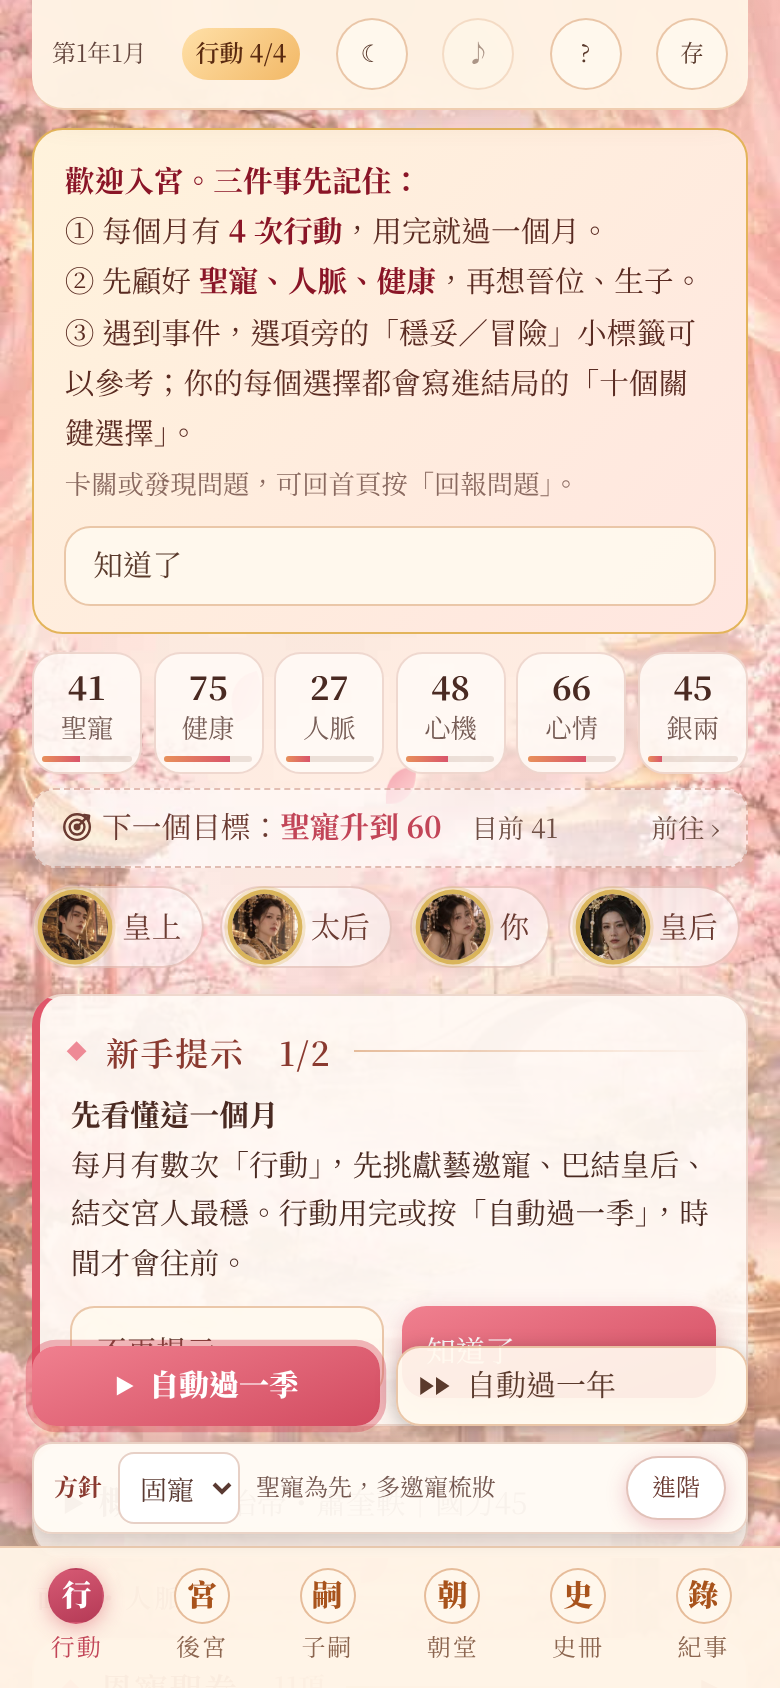 第1年1月 行動 4/4 ☾ ♪ ? 存
歡迎入宮。三件事先記住：
① 每個月有 4 次行動，用完就過一個月。
② 先顧好 聖寵、人脈、健康，再想晉位、生子。
③ 遇到事件，選項旁的「穩妥／冒險」小標籤可
以參考；你的每個選擇都會寫進結局的「十個關
鍵選擇」。
卡關或發現問題，可回首頁按「回報問題」。
知道了
41 75 27 48 66 45
聖寵 健康 人脈 心機 心情 銀兩
下一個目標：聖寵升到 60 目前 41 前往 ›
皇上 太后 你 皇后
新手提示 1/2
先看懂這一個月
每月有數次「行動」，先挑獻藝邀寵、巴結皇后、
結交宮人最穩。行動用完或按「自動過一季」，時
間才會往前。
不再提示 知道了
▶ 自動過一季 ▶▶ 自動過一年
方針 固寵 聖寵為先，多邀寵梳妝 進階
行 宮 嗣 朝 史 錄
行動 後宮 子嗣 朝堂 史冊 紀事